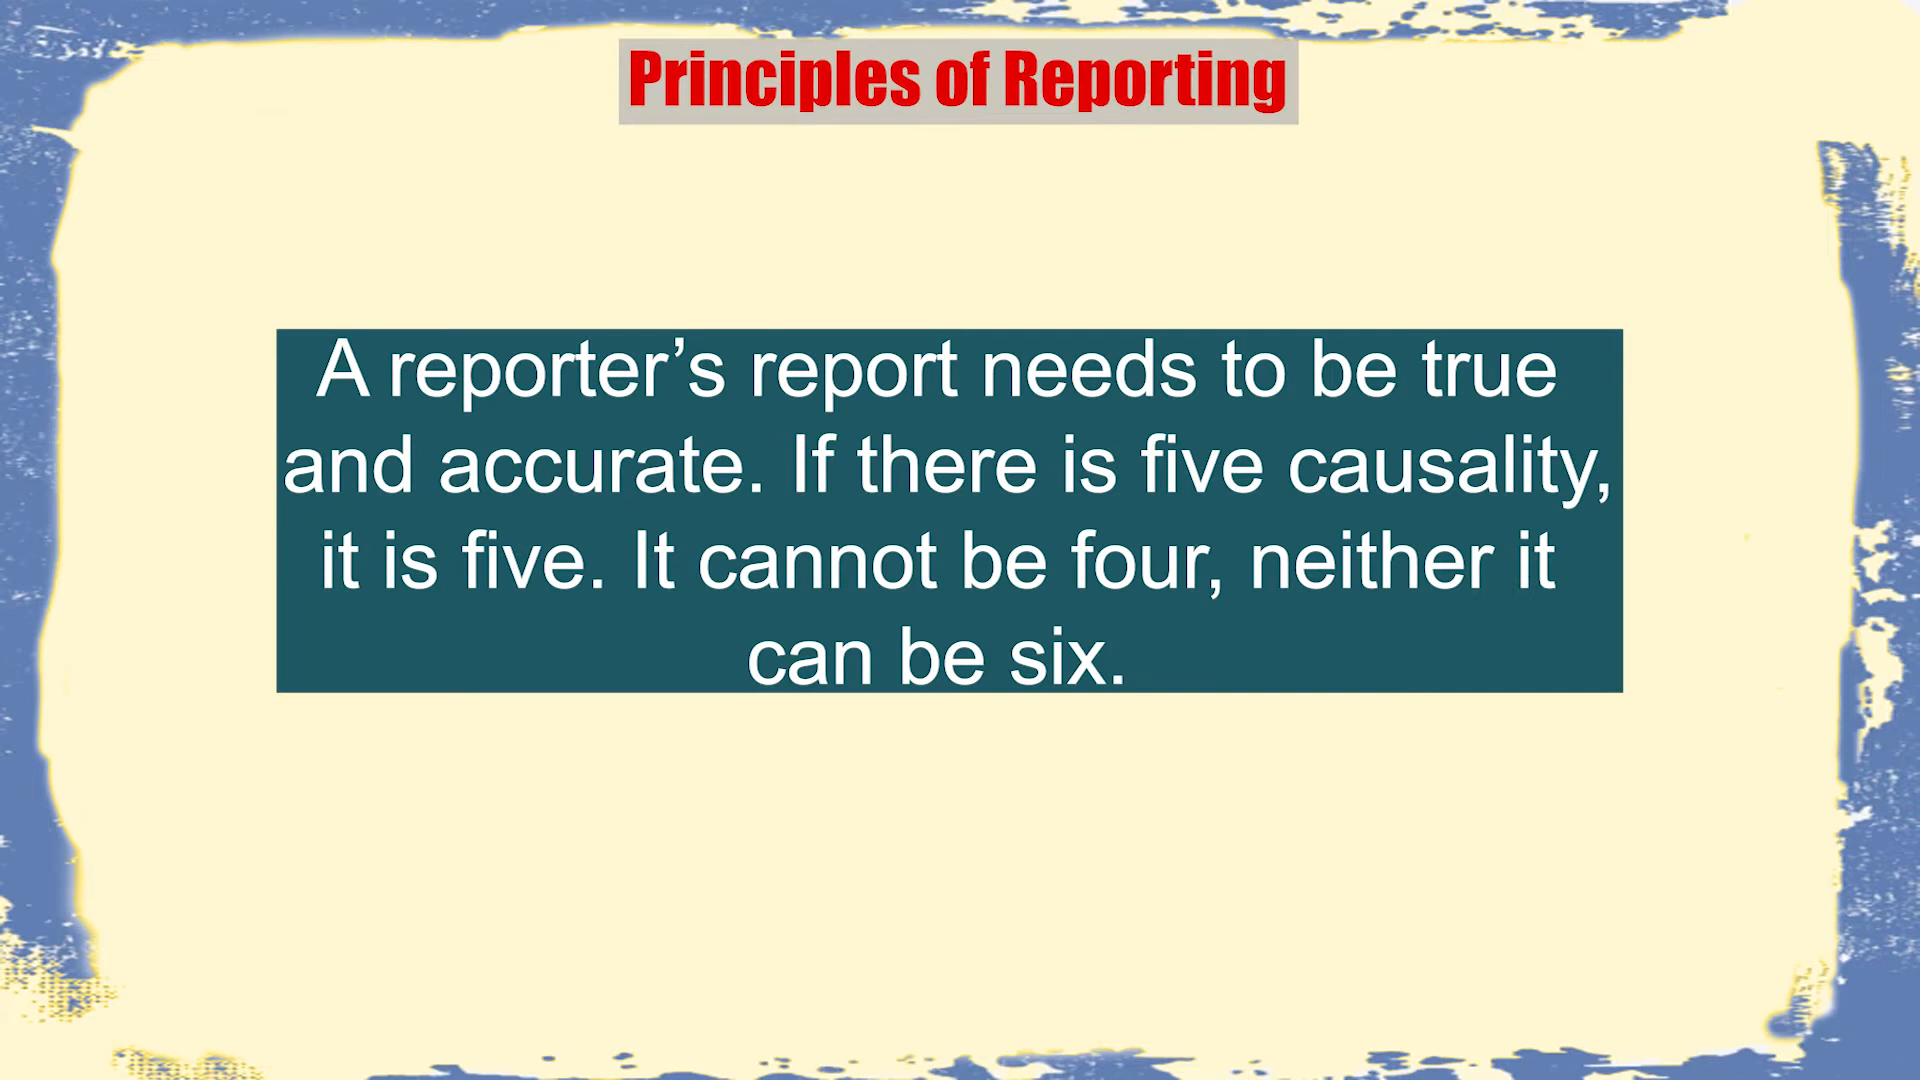 Principles of Reporting
A reporter’s report needs to be true
and accurate. If there is five causality,
it is five. It cannot be four, neither it
can be six.